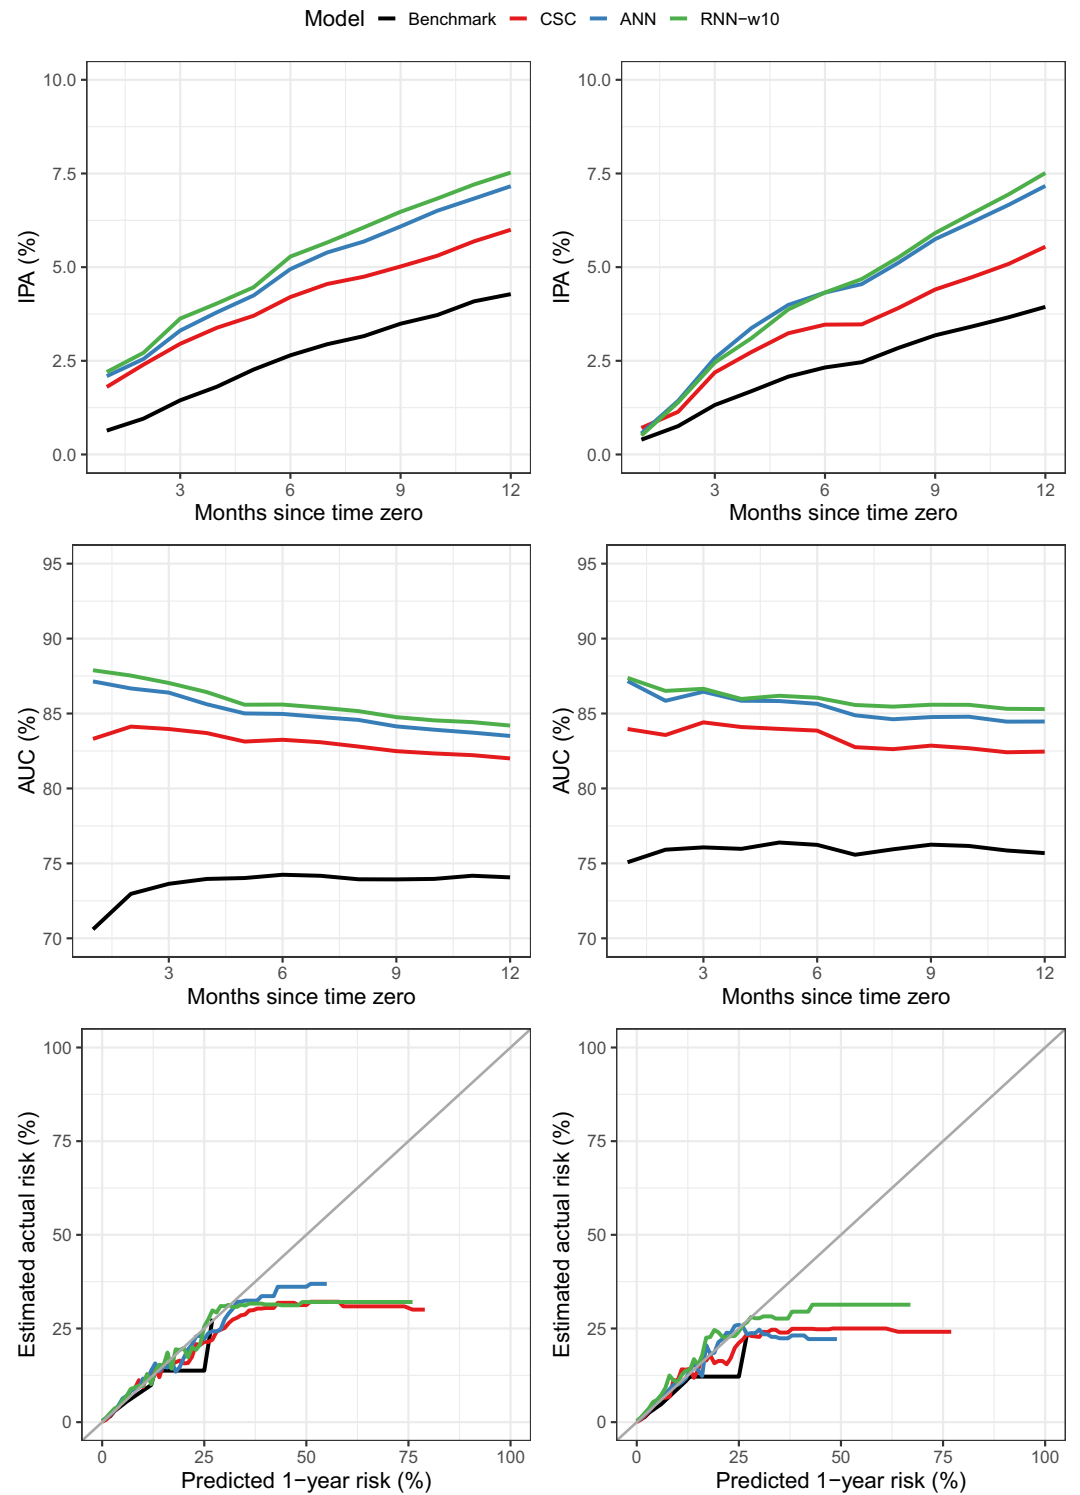 Model Benchmark CSC ANN RNN−w10
10.0
7.5
5.0
2.5
0.0
IPA (%)
3 6 9 12
Months since time zero
10.0
7.5
5.0
2.5
0.0
IPA (%)
3 6 9 12
Months since time zero
95
90
85
80
75
70
AUC (%)
3 6 9 12
Months since time zero
95
90
85
80
75
70
AUC (%)
3 6 9 12
Months since time zero
100
75
50
25
0
Estimated actual risk (%)
0 25 50 75 100
Predicted 1−year risk (%)
100
75
50
25
0
Estimated actual risk (%)
0 25 50 75 100
Predicted 1−year risk (%)